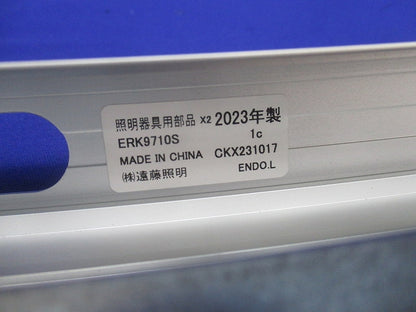 照明器具用部品 X2 2023年製
ERK9710S 1c
MADE IN CHINA CKX231017
㈱遠藤照明 ENDO.L